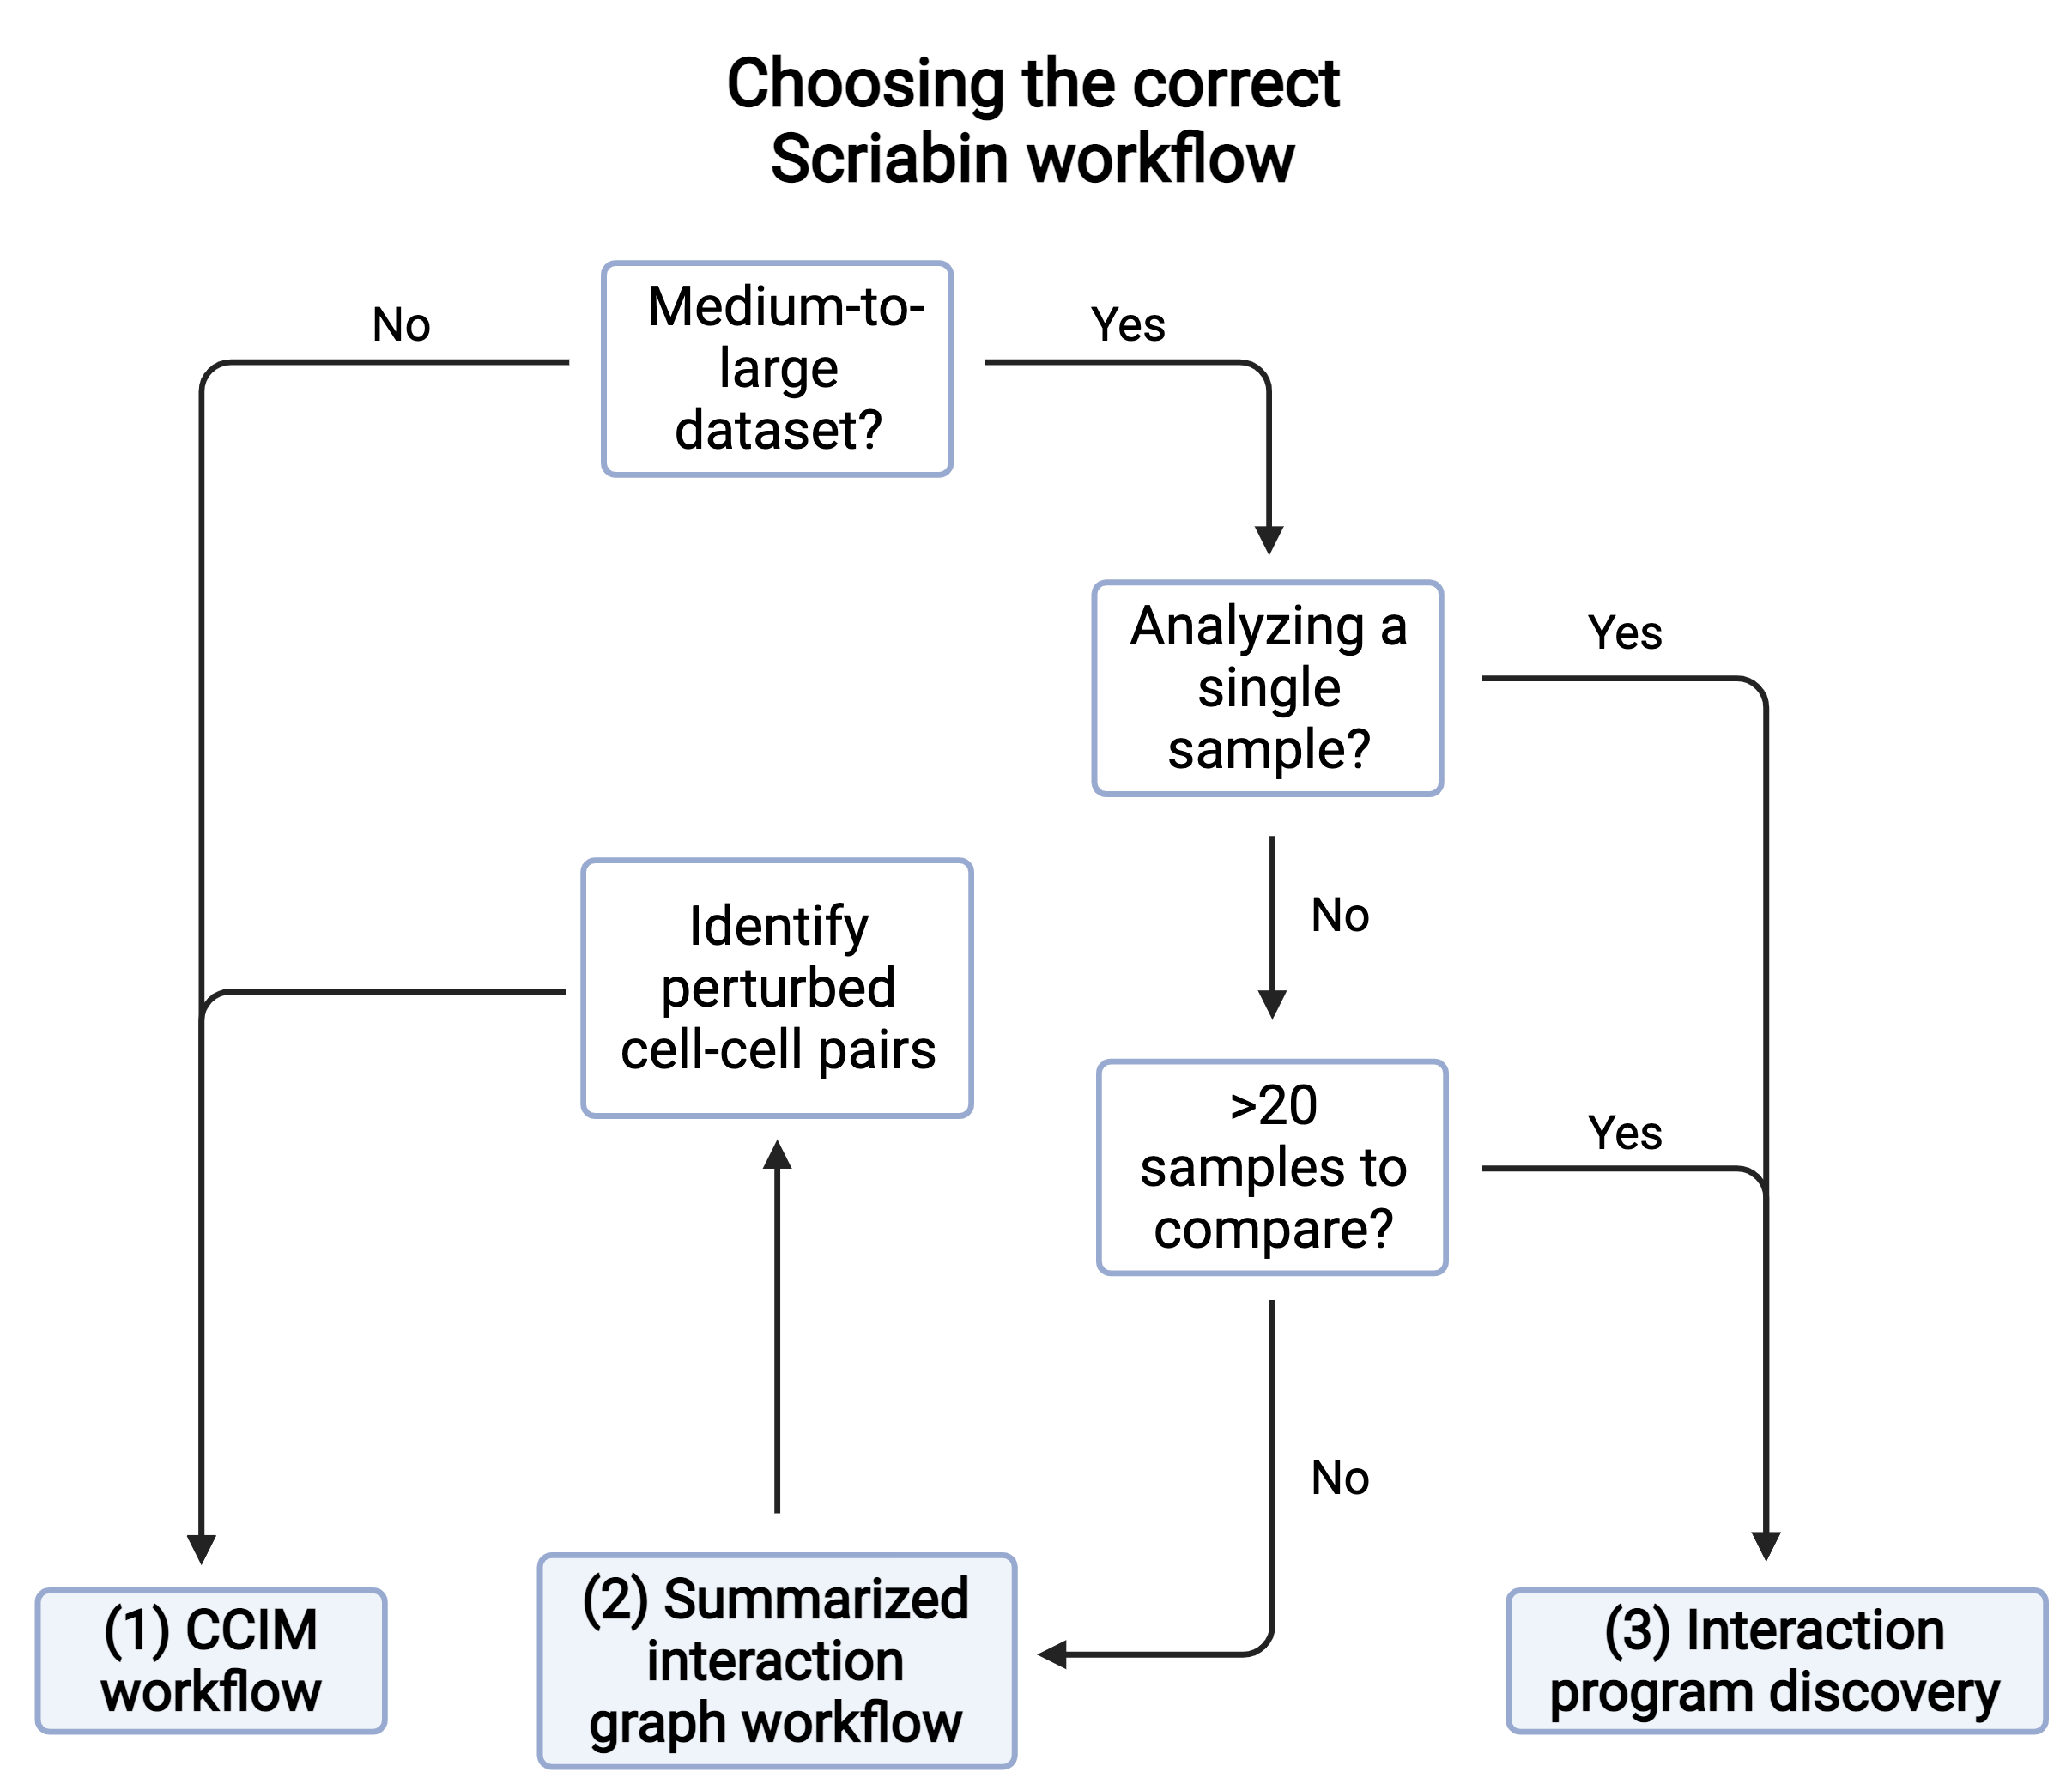 Choosing the correct
Scriabin workflow
No
Medium-to-
large
dataset?
Yes
Analyzing a
single
sample?
Yes
No
Identify
perturbed
cell-cell pairs
>20
samples to
compare?
Yes
No
(1) CCIM
workflow
(2) Summarized
interaction
graph workflow
(3) Interaction
program discovery